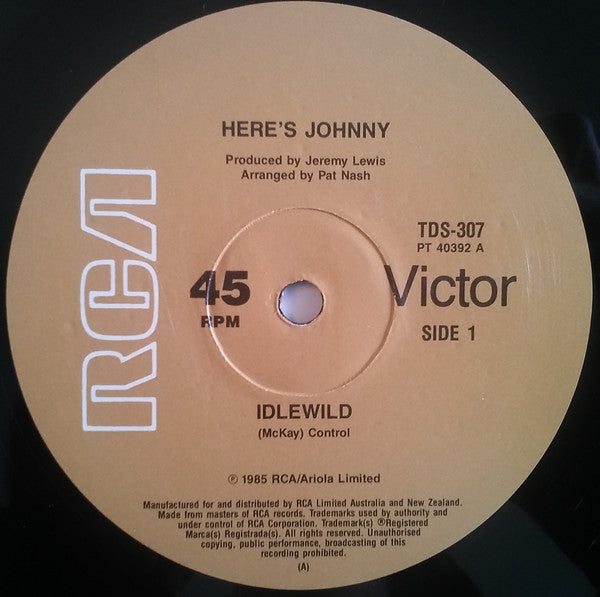 HERE'S JOHNNY
Produced by Jeremy Lewis
Arranged by Pat Nash
RCA
TDS-307
PT 40392 A
45
RPM
Victor
SIDE 1
IDLEWILD
(McKay) Control
℗ 1985 RCA/Ariola Limited
Manufactured for and distributed by RCA Limited Australia and New Zealand.
Made from masters of RCA records. Trademarks used by authority and
under control of RCA Corporation. Trademark(s) ®Registered
Marca(s) Registrada(s). All rights reserved. Unauthorised
copying, public performance, broadcasting of this
recording prohibited.
(A)